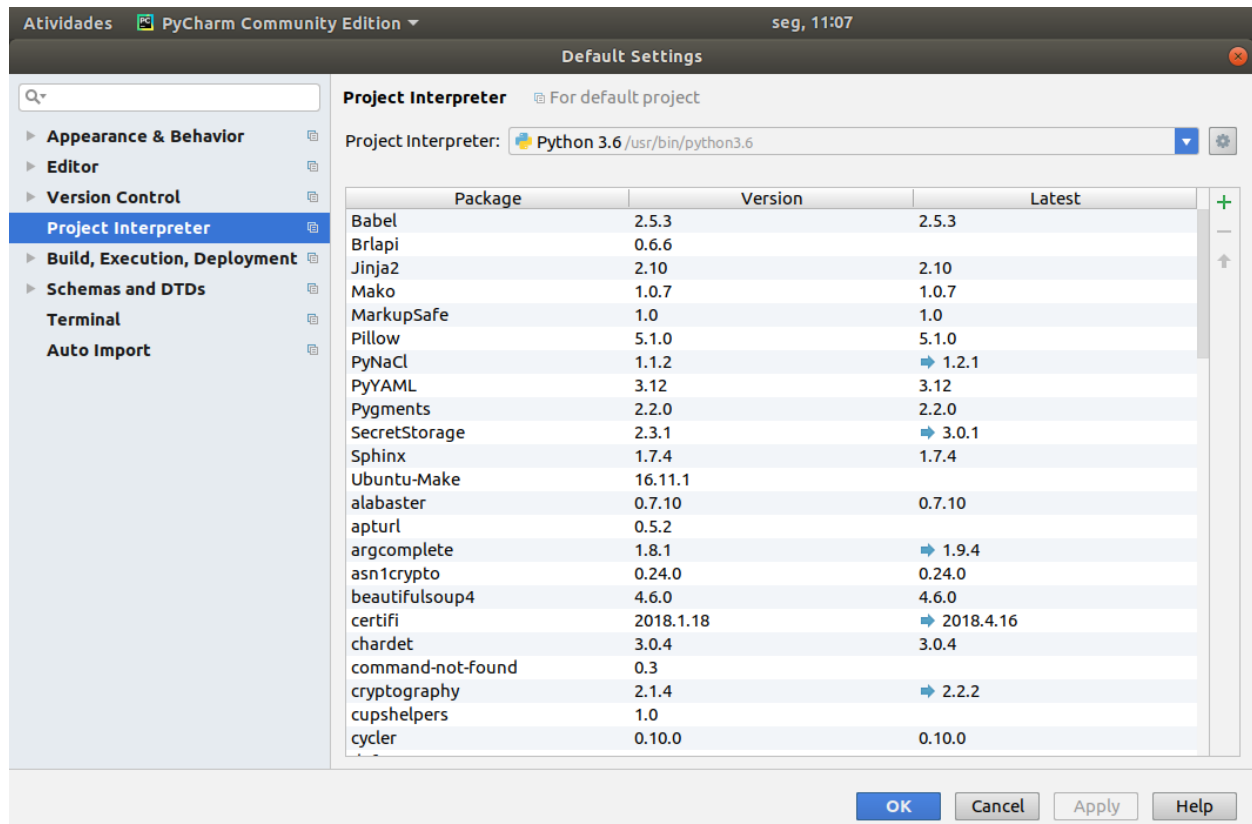 Atividades PyCharm Community Edition seg, 11:07
Default Settings
Project Interpreter For default project
Project Interpreter: Python 3.6 /usr/bin/python3.6
Appearance & Behavior
Editor
Version Control
Project Interpreter
Build, Execution, Deployment
Schemas and DTDs
Terminal
Auto Import
Package Version Latest
Babel 2.5.3 2.5.3
Brlapi 0.6.6
Jinja2 2.10 2.10
Mako 1.0.7 1.0.7
MarkupSafe 1.0 1.0
Pillow 5.1.0 5.1.0
PyNaCl 1.1.2 1.2.1
PyYAML 3.12 3.12
Pygments 2.2.0 2.2.0
SecretStorage 2.3.1 3.0.1
Sphinx 1.7.4 1.7.4
Ubuntu-Make 16.11.1
alabaster 0.7.10 0.7.10
apturl 0.5.2
argcomplete 1.8.1 1.9.4
asn1crypto 0.24.0 0.24.0
beautifulsoup4 4.6.0 4.6.0
certifi 2018.1.18 2018.4.16
chardet 3.0.4 3.0.4
command-not-found 0.3
cryptography 2.1.4 2.2.2
cupshelpers 1.0
cycler 0.10.0 0.10.0
OK Cancel Apply Help